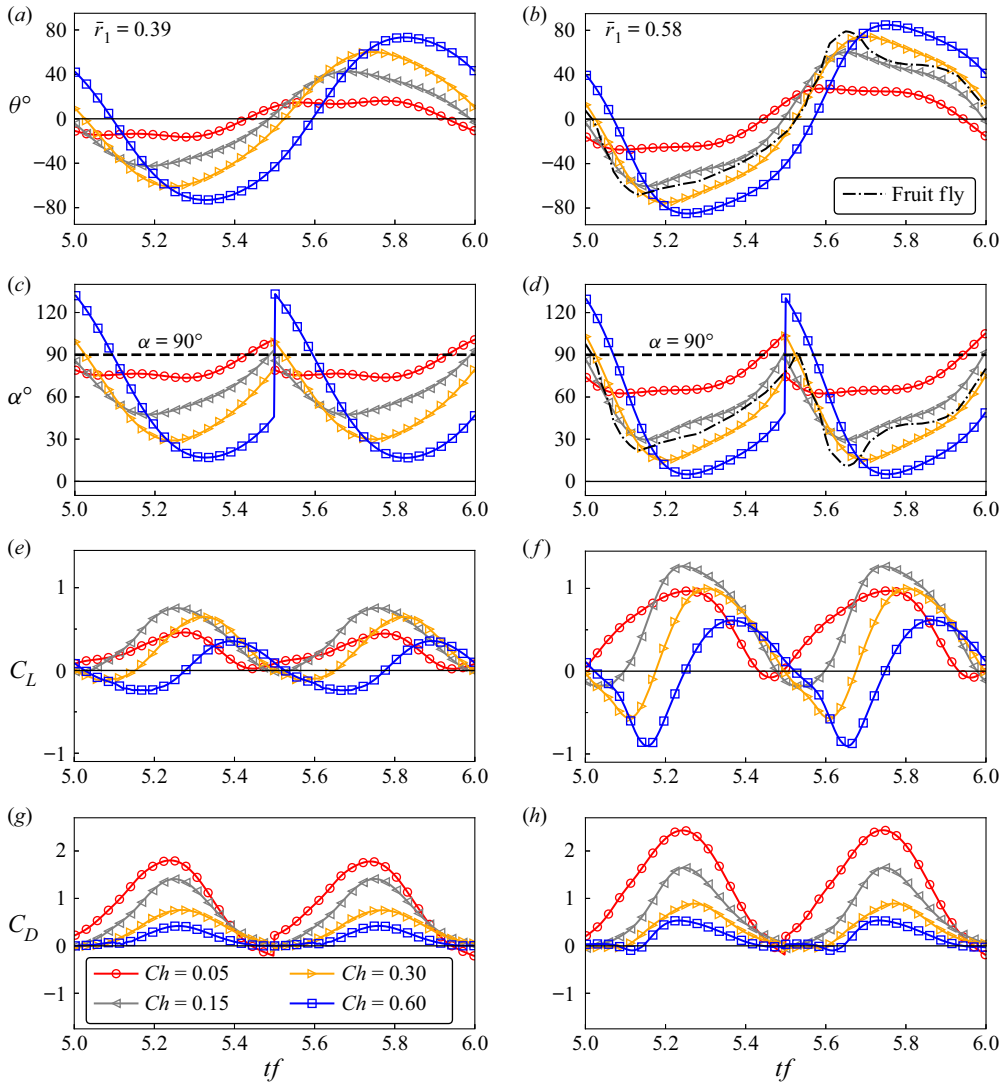 (a) r̄₁ = 0.39
80
40
θ°
0
−40
−80
5.0 5.2 5.4 5.6 5.8 6.0
(b) r̄₁ = 0.58
80
40
0
−40
−80
Fruit fly
5.0 5.2 5.4 5.6 5.8 6.0
(c)
120
α = 90°
90
α°
60
30
0
5.0 5.2 5.4 5.6 5.8 6.0
(d)
120
α = 90°
90
60
30
0
5.0 5.2 5.4 5.6 5.8 6.0
(e)
1
C_L
0
−1
5.0 5.2 5.4 5.6 5.8 6.0
(f)
1
0
−1
5.0 5.2 5.4 5.6 5.8 6.0
(g)
2
1
C_D
0
−1
Ch = 0.05 Ch = 0.30
Ch = 0.15 Ch = 0.60
5.0 5.2 5.4 5.6 5.8 6.0
tf
(h)
2
1
0
−1
5.0 5.2 5.4 5.6 5.8 6.0
tf